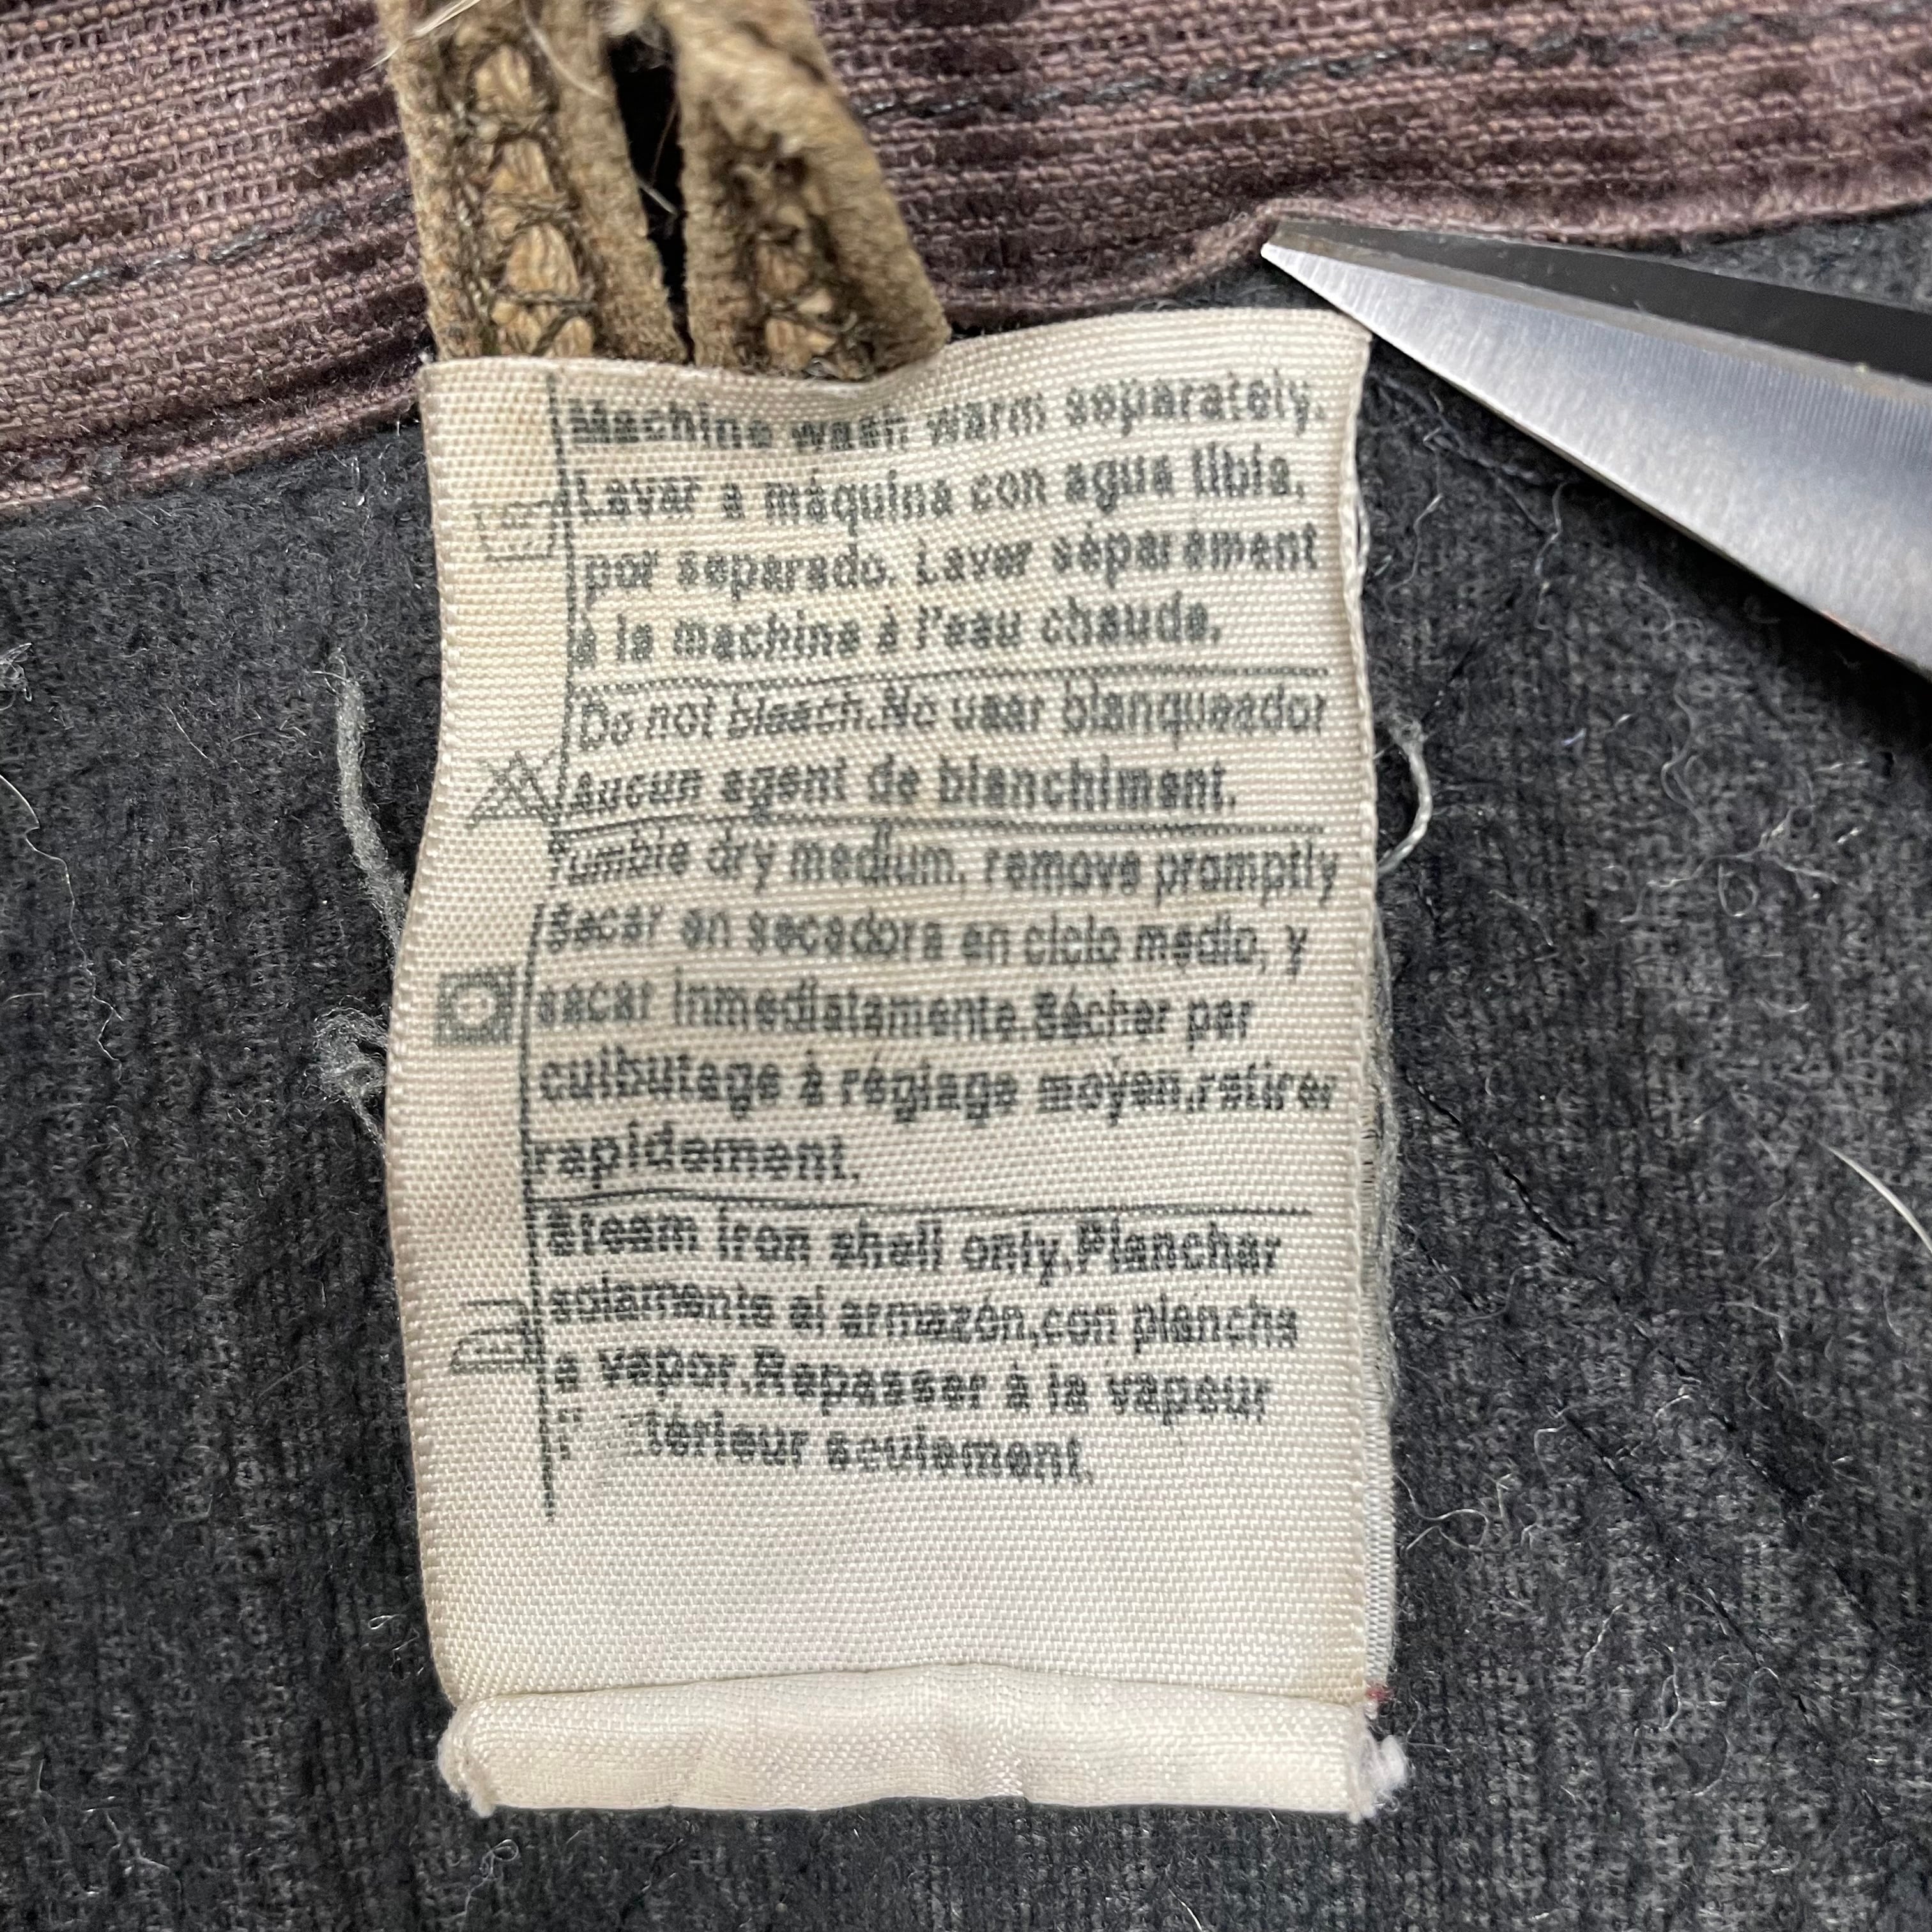 Machine wash warm separately.
Lavar a máquina con agua tibia,
por separado. Laver séparément
à la machine à l'eau chaude.
Do not bleach.No usar blanqueador
Aucun agent de blanchiment.
Tumble dry medium, remove promptly
Sacar en secadora en ciclo medio, y
sacar inmediatamente.Sécher par
culbutage à réglage moyen,retirer
rapidement.
Steam iron shell only.Planchar
solamente el armazón,con plancha
a vapor.Repasser à la vapeur
térieur seulement.